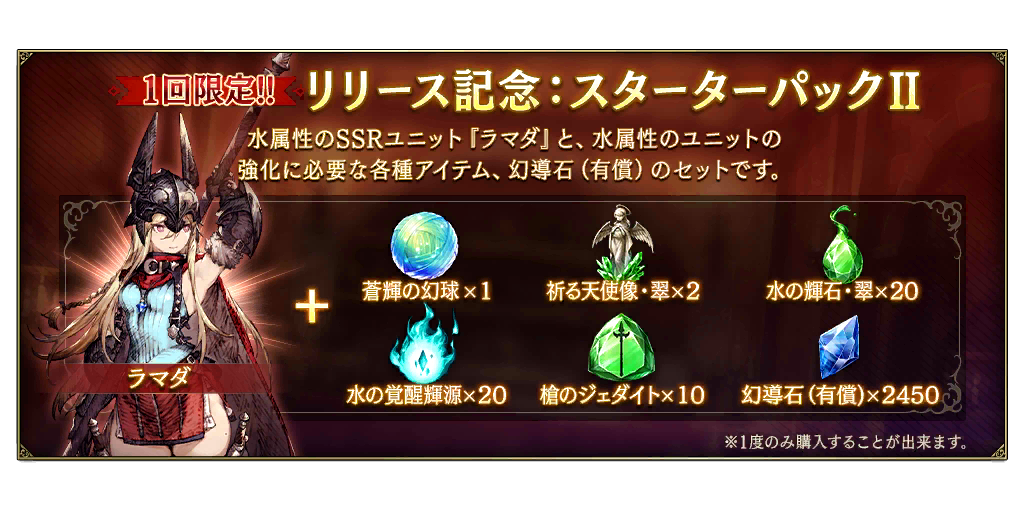 1回限定!! リリース記念：スターターパックⅡ
水属性のSSRユニット『ラマダ』と、水属性のユニットの
強化に必要な各種アイテム、幻導石（有償）のセットです。
ラマダ
+
蒼輝の幻球×1 祈る天使像・翠×2 水の輝石・翠×20
水の覚醒輝源×20 槍のジェダイト×10 幻導石（有償）×2450
※1度のみ購入することが出来ます。